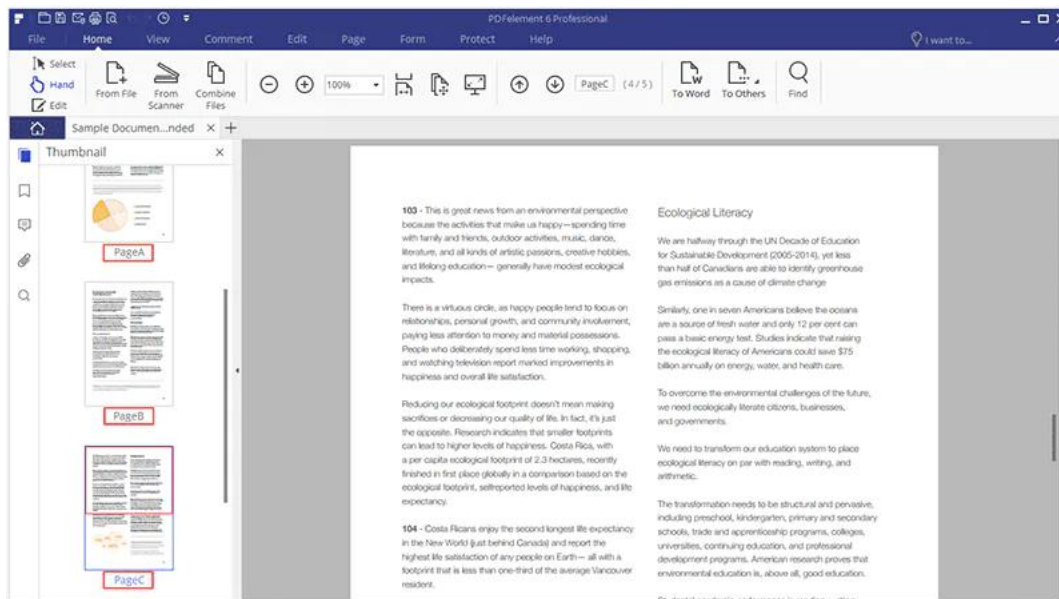 PDFelement 6 Professional
File Home View Comment Edit Page Form Protect Help I want to...
Select
Hand
Edit
From File
From Scanner
Combine Files
100%
PageC (4/5)
To Word
To Others
Find
Sample Documen...nded
Thumbnail
PageA
PageB
PageC
103 - This is great news from an environmental perspective
because the activities that make us happy—spending time
with family and friends, outdoor activities, music, dance,
literature, and all kinds of artistic passions, creative hobbies,
and lifelong education— generally have modest ecological
impacts.
There is a virtuous circle, as happy people tend to focus on
relationships, personal growth, and community involvement,
paying less attention to money and material possessions.
People who deliberately spend less time working, shopping,
and watching television report marked improvements in
happiness and overall life satisfaction.
Reducing our ecological footprint doesn't mean making
sacrifices or decreasing our quality of life. In fact, it's just
the opposite. Research indicates that smaller footprints
can lead to higher levels of happiness. Costa Rica, with
a per capita ecological footprint of 2.3 hectares, recently
finished in first place globally in a comparison based on the
ecological footprint, selfreported levels of happiness, and life
expectancy.
104 - Costa Ricans enjoy the second longest life expectancy
in the New World (just behind Canada) and report the
highest life satisfaction of any people on Earth— all with a
footprint that is less than one-third of the average Vancouver
resident.
Ecological Literacy
We are halfway through the UN Decade of Education
for Sustainable Development (2005-2014), yet less
than half of Canadians are able to identify greenhouse
gas emissions as a cause of climate change
Similarly, one in seven Americans believe the oceans
are a source of fresh water and only 12 per cent can
pass a basic energy test. Studies indicate that raising
the ecological literacy of Americans could save $75
billion annually on energy, water, and health care.
To overcome the environmental challenges of the future,
we need ecologically literate citizens, businesses,
and governments.
We need to transform our education system to place
ecological literacy on par with reading, writing, and
arithmetic.
The transformation needs to be structural and pervasive,
including preschool, kindergarten, primary and secondary
schools, trade and apprenticeship programs, colleges,
universities, continuing education, and professional
development programs. American research proves that
environmental education is, above all, good education.